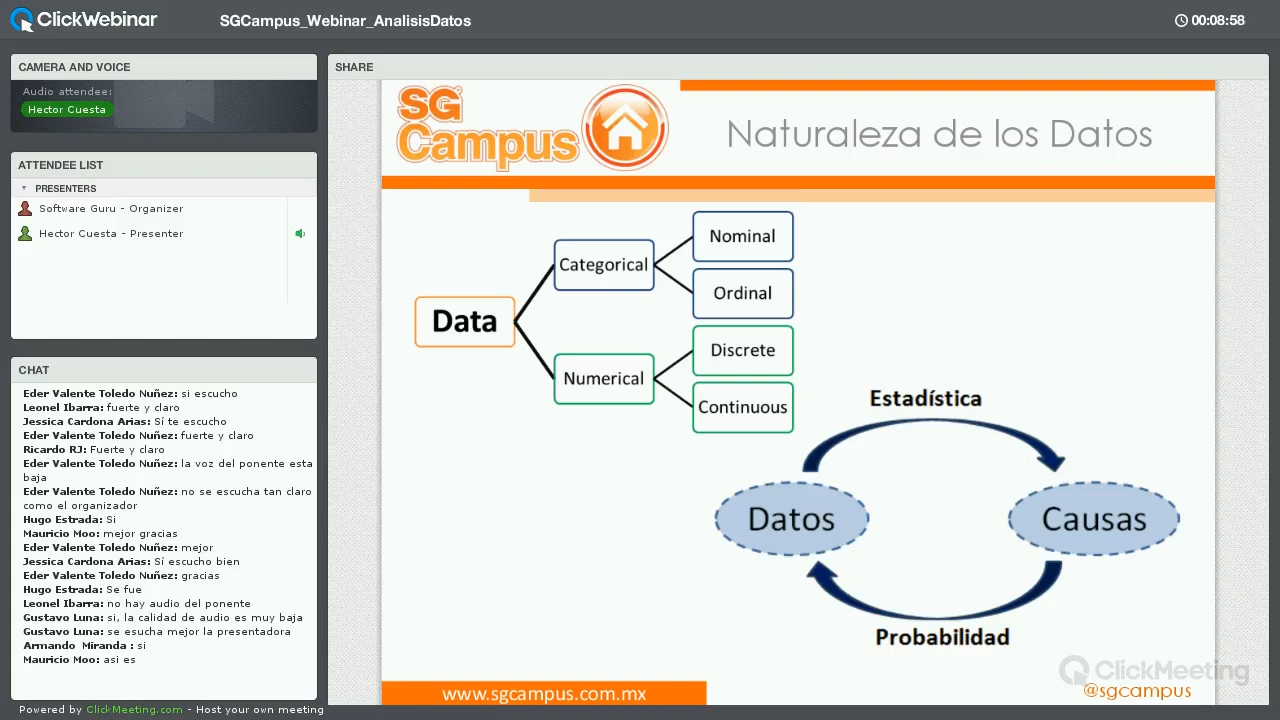 ClickWebinar
SGCampus_Webinar_AnalisisDatos
00:08:58
CAMERA AND VOICE
Audio attendee:
Hector Cuesta
ATTENDEE LIST
PRESENTERS
Software Guru - Organizer
Hector Cuesta - Presenter
CHAT
Eder Valente Toledo Nuñez: si escucho
Leonel Ibarra: fuerte y claro
Jessica Cardona Arias: Sí te escucho
Eder Valente Toledo Nuñez: fuerte y claro
Ricardo RJ: Fuerte y claro
Eder Valente Toledo Nuñez: la voz del ponente esta
baja
Eder Valente Toledo Nuñez: no se escucha tan claro
como el organizador
Hugo Estrada: Si
Mauricio Moo: mejor gracias
Eder Valente Toledo Nuñez: mejor
Jessica Cardona Arias: Sí escucho bien
Eder Valente Toledo Nuñez: gracias
Hugo Estrada: Se fue
Leonel Ibarra: no hay audio del ponente
Gustavo Luna: si, la calidad de audio es muy baja
Gustavo Luna: se esucha mejor la presentadora
Armando  Miranda : si
Mauricio Moo: asi es
Powered by ClickMeeting.com - Host your own meeting
SHARE
SG
Campus
Naturaleza de los Datos
Data
Categorical
Nominal
Ordinal
Numerical
Discrete
Continuous
Estadística
Datos
Causas
Probabilidad
ClickMeeting
www.sgcampus.com.mx
@sgcampus